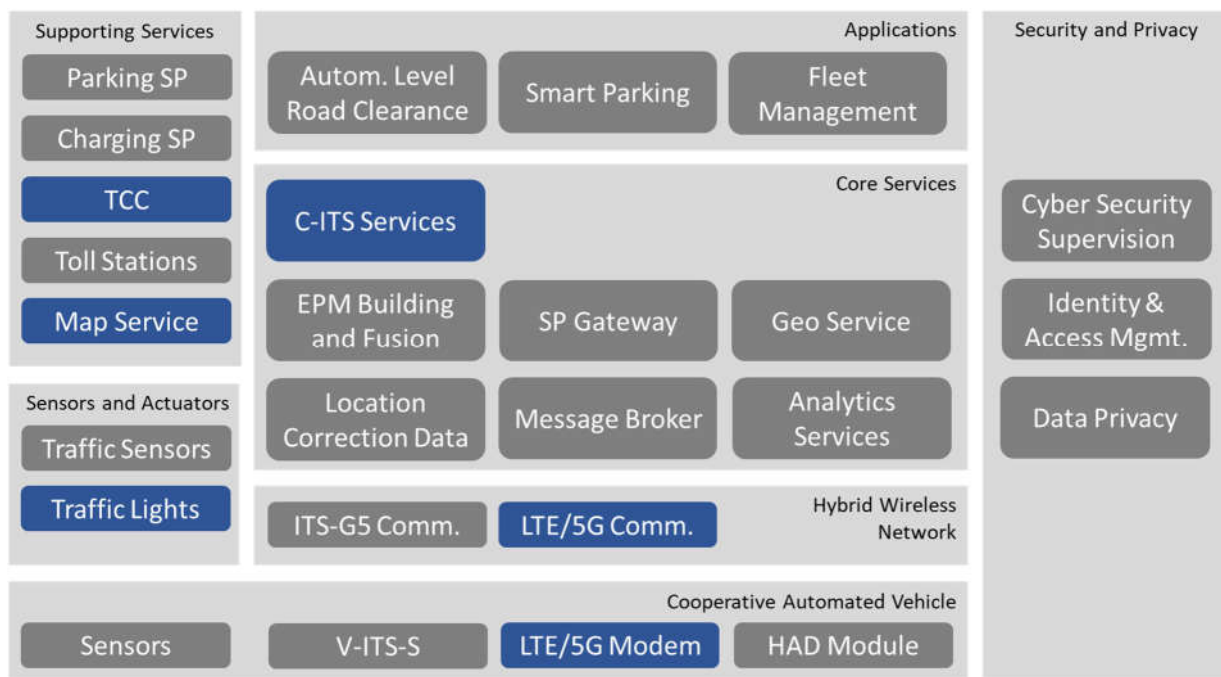 Supporting Services
Parking SP
Charging SP
TCC
Toll Stations
Map Service
Sensors and Actuators
Traffic Sensors
Traffic Lights
Applications
Autom. Level
Road Clearance
Smart Parking
Fleet
Management
Core Services
C-ITS Services
EPM Building
and Fusion
SP Gateway
Geo Service
Location
Correction Data
Message Broker
Analytics
Services
Hybrid Wireless
Network
ITS-G5 Comm.
LTE/5G Comm.
Cooperative Automated Vehicle
Sensors
V-ITS-S
LTE/5G Modem
HAD Module
Security and Privacy
Cyber Security
Supervision
Identity &
Access Mgmt.
Data Privacy